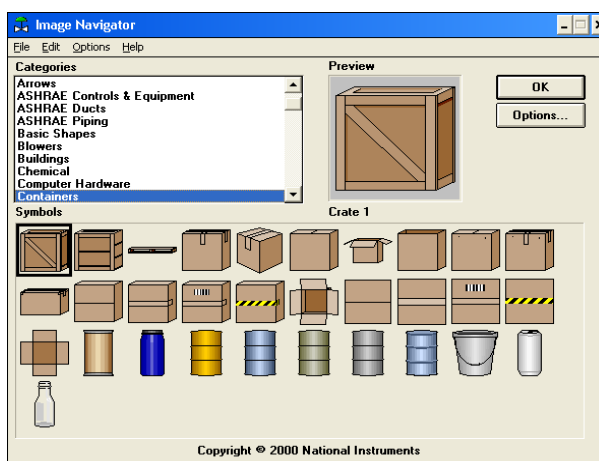 Image Navigator
File Edit Options Help
Categories
Preview
Arrows
ASHRAE Controls & Equipment
ASHRAE Ducts
ASHRAE Piping
Basic Shapes
Blowers
Buildings
Chemical
Computer Hardware
Containers
OK
Options...
Symbols
Crate 1
Copyright © 2000 National Instruments